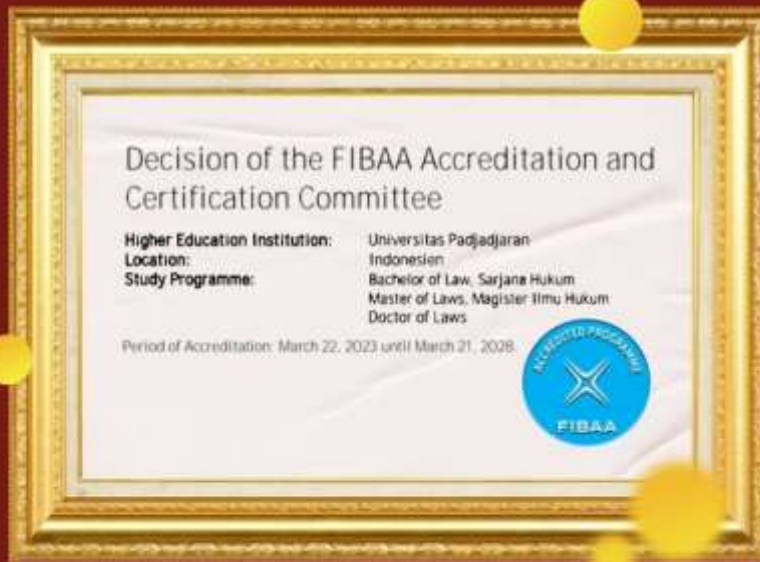 Decision of the FIBAA Accreditation and
Certification Committee
Higher Education Institution: Universitas Padjadjaran
Location: Indonesien
Study Programme: Bachelor of Law, Sarjana Hukum
Master of Laws, Magister Ilmu Hukum
Doctor of Laws
Period of Accreditation: March 22, 2023 until March 21, 2028.
ACCREDITED PROGRAMME
FIBAA